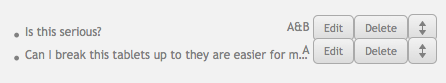 Is this serious? A&B Edit Delete
Can I break this tablets up to they are easier for m... A Edit Delete